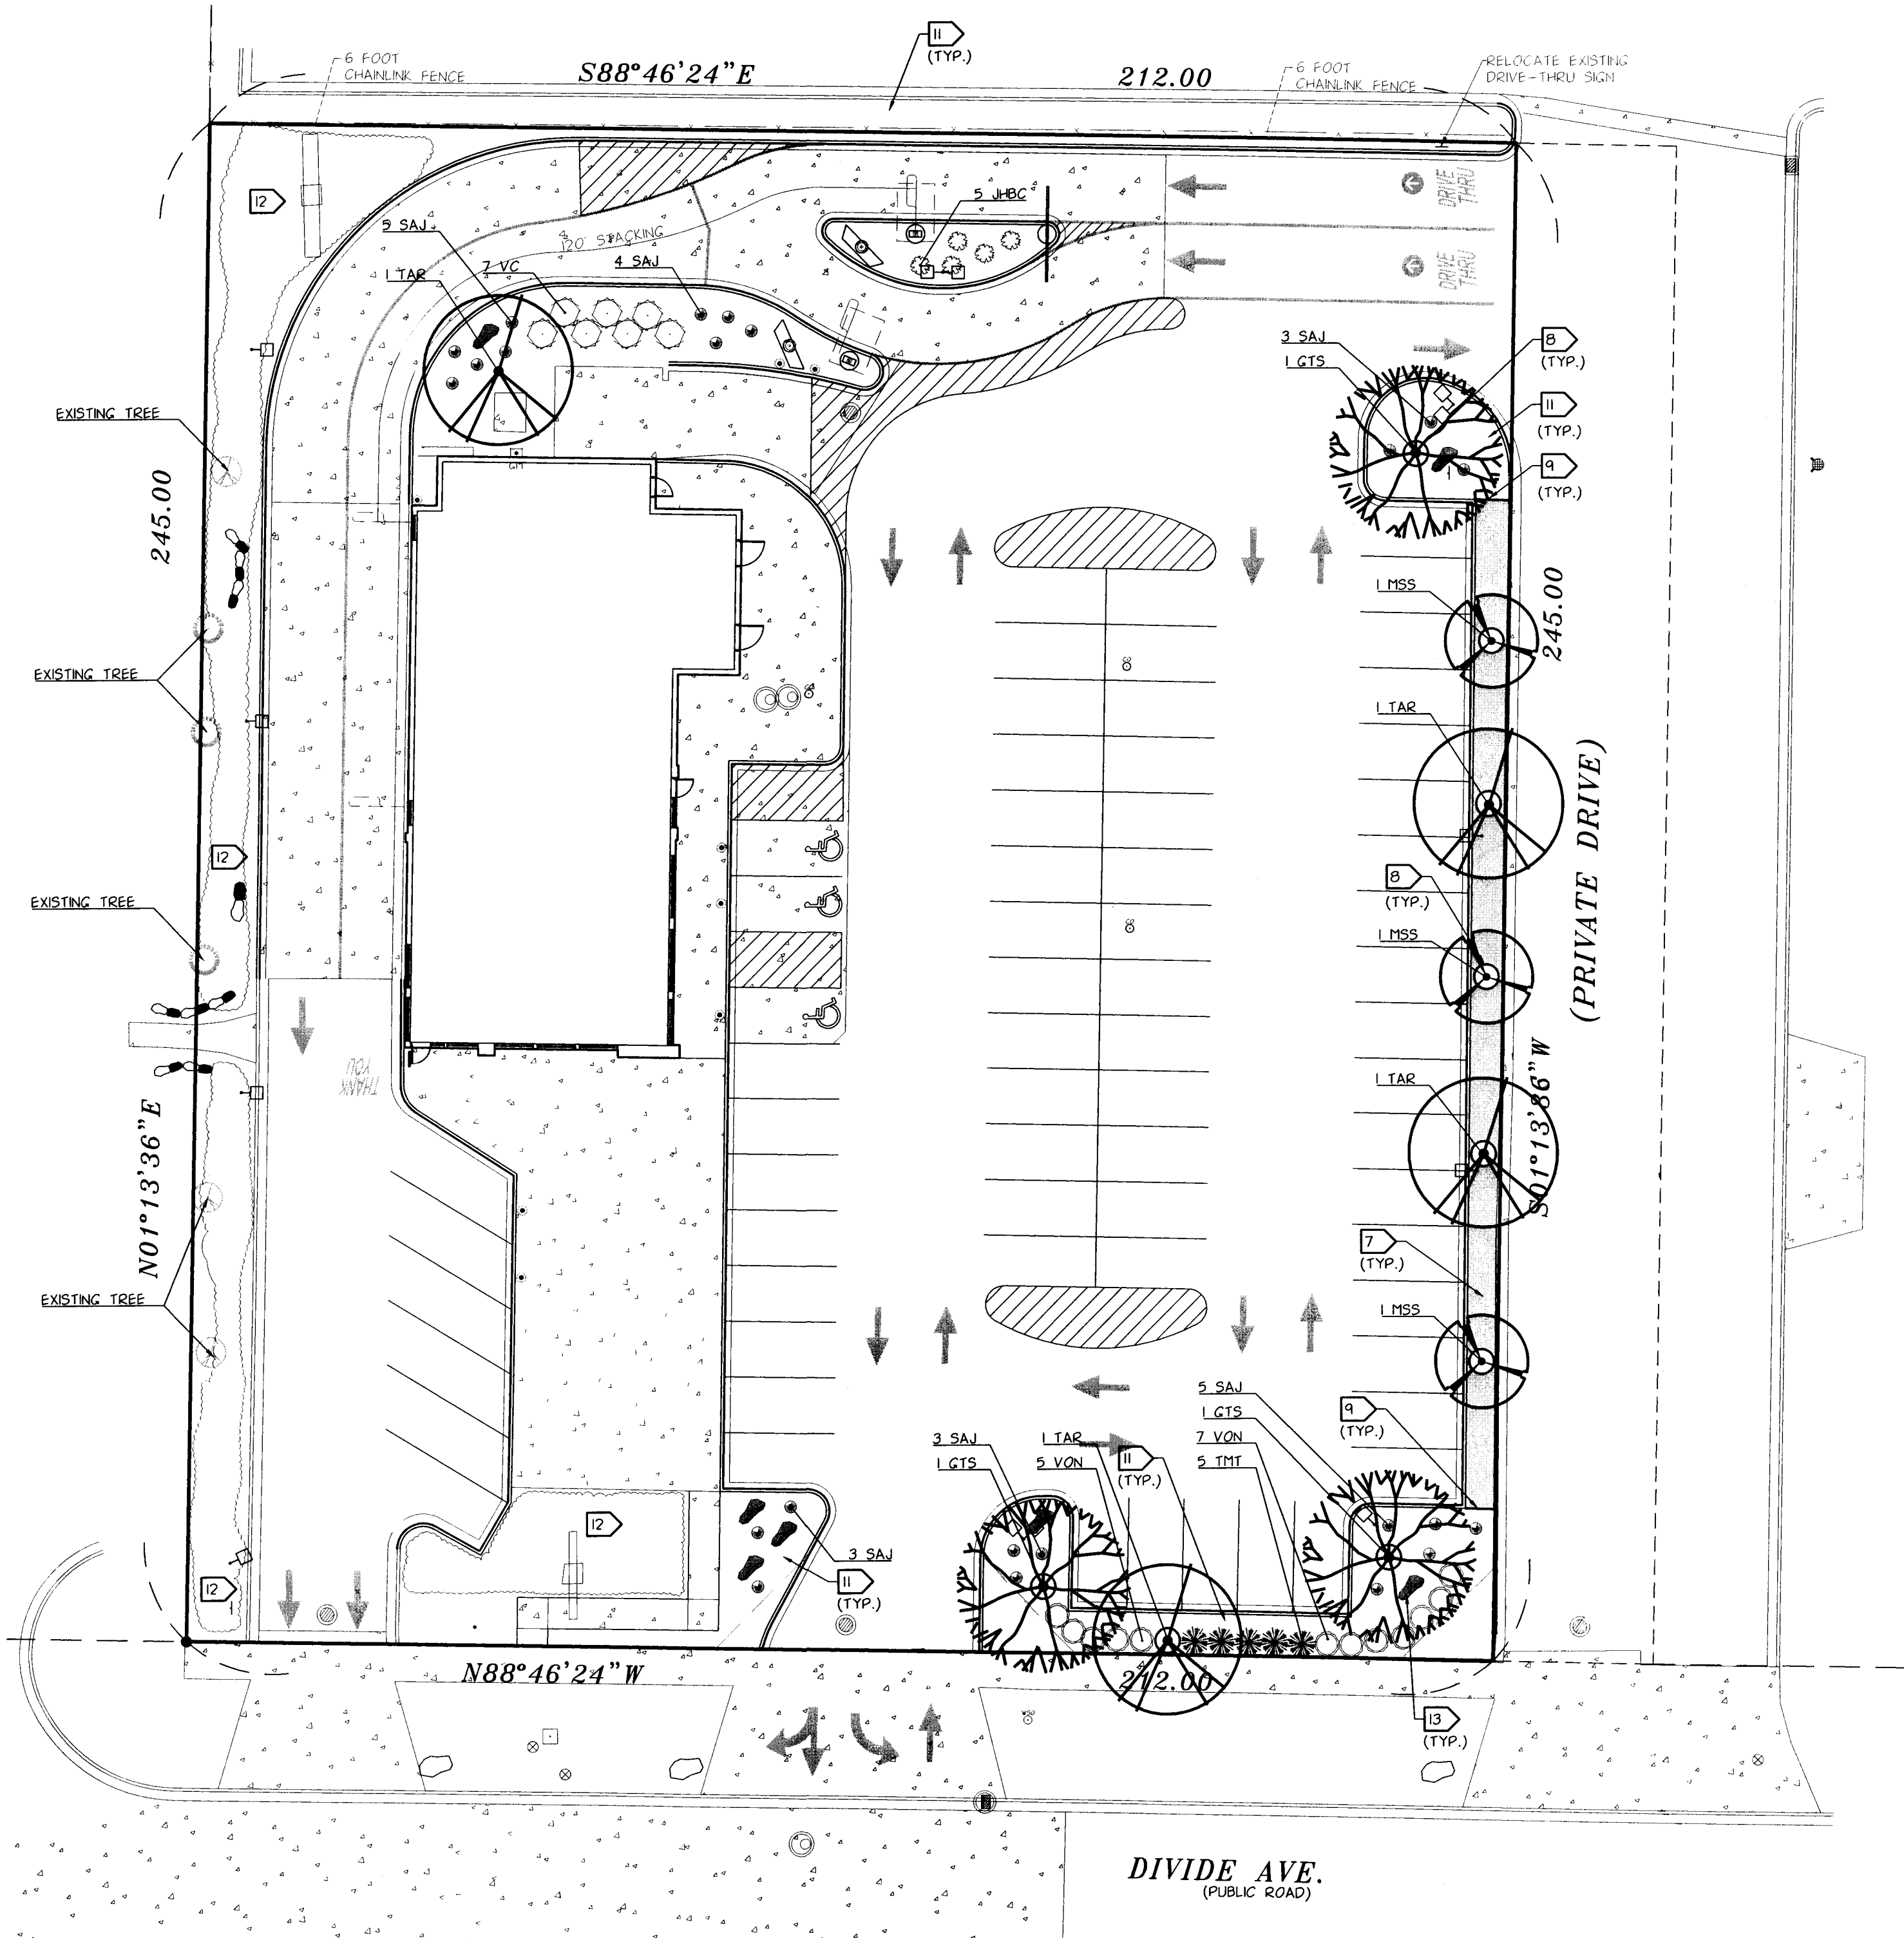 11
(TYP.)
6 FOOT
CHAINLINK FENCE
S88°46'24"E
212.00
6 FOOT
CHAINLINK FENCE
RELOCATE EXISTING
DRIVE-THRU SIGN
12
5 SAJ
1 TAR
7 VC
120' STACKING
4 SAJ
5 JHBC
DRIVE
THRU
DRIVE
THRU
3 SAJ
1 GTS
8
(TYP.)
11
(TYP.)
9
(TYP.)
EXISTING TREE
GM
245.00
1 MSS
245.00
CO
EXISTING TREE
CO
1 TAR
(PRIVATE DRIVE)
12
8
(TYP.)
EXISTING TREE
CO
1 MSS
THANK
YOU
1 TAR
N01°13'36"E
S01°13'36"W
7
(TYP.)
EXISTING TREE
1 MSS
5 SAJ
1 GTS
7 VON
5 TMT
9
(TYP.)
3 SAJ
1 GTS
1 TAR
5 VON
11
(TYP.)
12
3 SAJ
11
(TYP.)
12
N88°46'24"W
212.00
WSO
13
(TYP.)
DIVIDE AVE.
(PUBLIC ROAD)